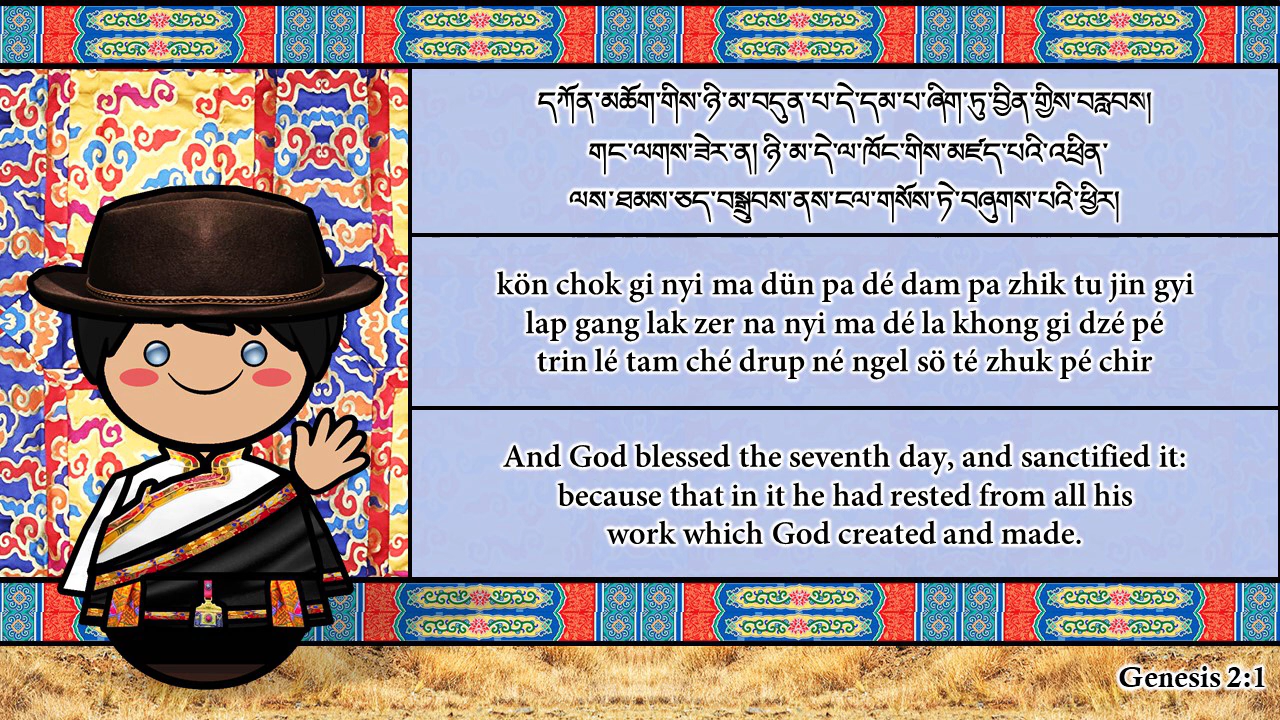 དཀོན་མཆོག་གིས་ཉི་མ་བདུན་པ་དེ་དམ་པ་ཞིག་ཏུ་བྱིན་གྱིས་བརླབས།
གང་ལགས་ཟེར་ན། ཉི་མ་དེ་ལ་ཁོང་གིས་མཛད་པའི་འཕྲིན་
ལས་ཐམས་ཅད་བསྒྲུབས་ནས་ངལ་གསོས་ཏེ་བཞུགས་པའི་ཕྱིར།
kön chok gi nyi ma dün pa dé dam pa zhik tu jin gyi
lap gang lak zer na nyi ma dé la khong gi dzé pé
trin lé tam ché drup né ngel sö té zhuk pé chir
And God blessed the seventh day, and sanctified it:
because that in it he had rested from all his
work which God created and made.
Genesis 2:1